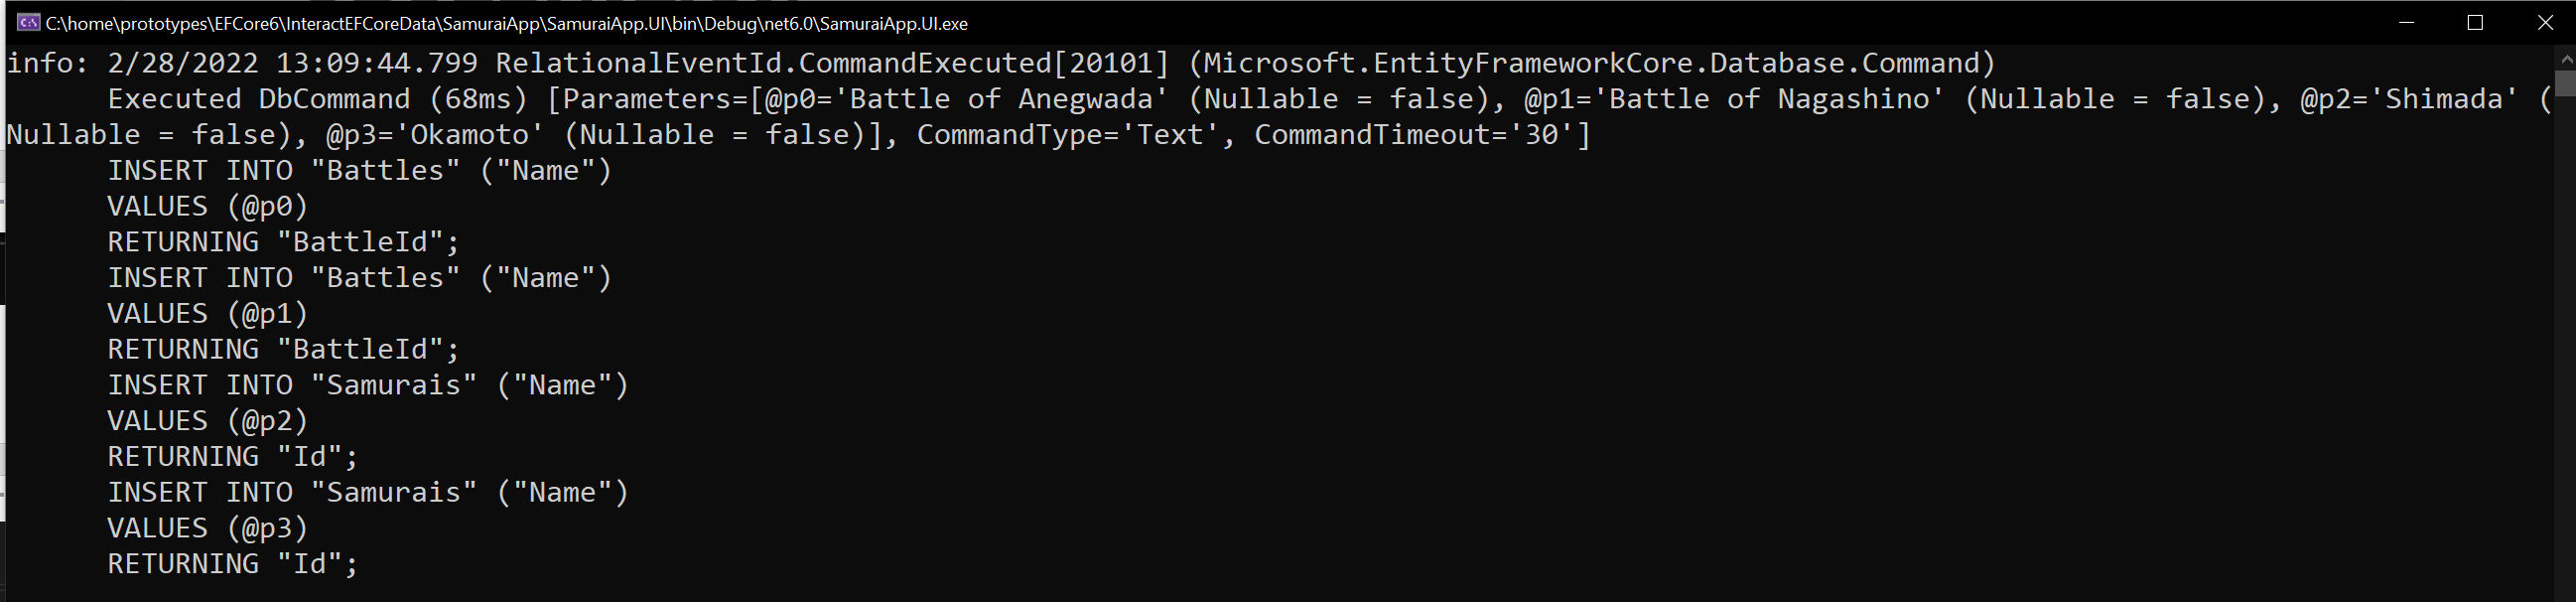 C:\home\prototypes\EFCore6\InteractEFCoreData\SamuraiApp\SamuraiApp.UI\bin\Debug\net6.0\SamuraiApp.UI.exe
info: 2/28/2022 13:09:44.799 RelationalEventId.CommandExecuted[20101] (Microsoft.EntityFrameworkCore.Database.Command)
      Executed DbCommand (68ms) [Parameters=[@p0='Battle of Anegwada' (Nullable = false), @p1='Battle of Nagashino' (Nullable = false), @p2='Shimada' (
Nullable = false), @p3='Okamoto' (Nullable = false)], CommandType='Text', CommandTimeout='30']
      INSERT INTO "Battles" ("Name")
      VALUES (@p0)
      RETURNING "BattleId";
      INSERT INTO "Battles" ("Name")
      VALUES (@p1)
      RETURNING "BattleId";
      INSERT INTO "Samurais" ("Name")
      VALUES (@p2)
      RETURNING "Id";
      INSERT INTO "Samurais" ("Name")
      VALUES (@p3)
      RETURNING "Id";